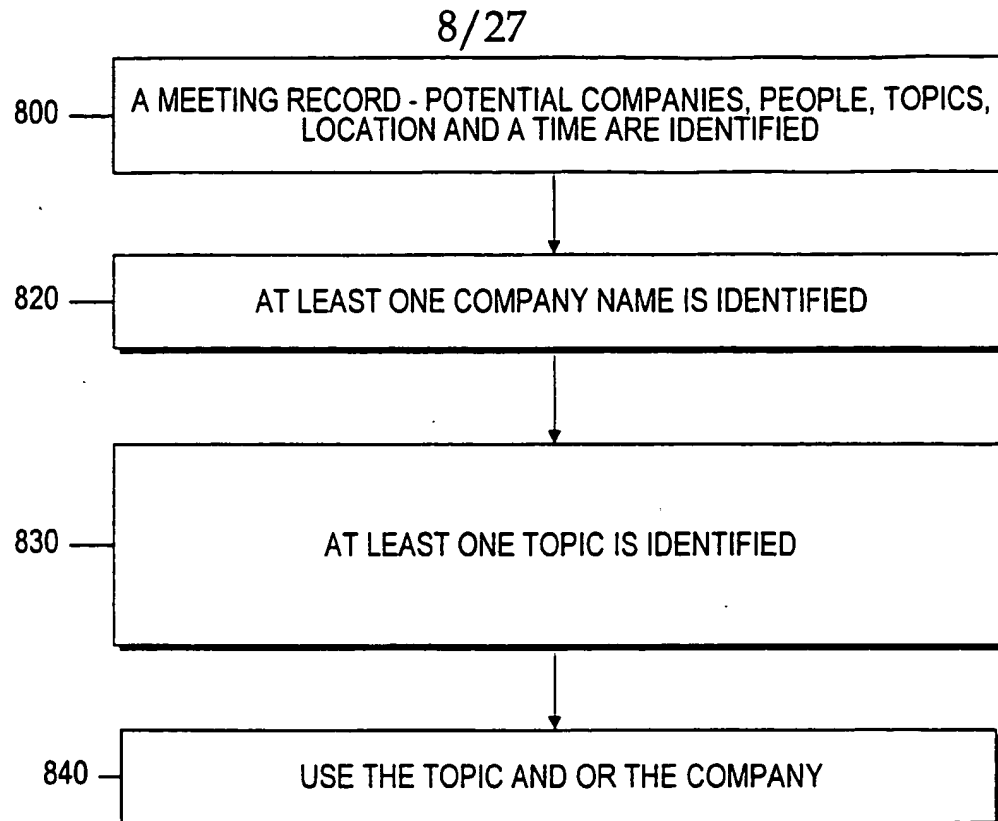 8/27
800
A MEETING RECORD - POTENTIAL COMPANIES, PEOPLE, TOPICS,
LOCATION AND A TIME ARE IDENTIFIED
820
AT LEAST ONE COMPANY NAME IS IDENTIFIED
830
AT LEAST ONE TOPIC IS IDENTIFIED
840
USE THE TOPIC AND OR THE COMPANY